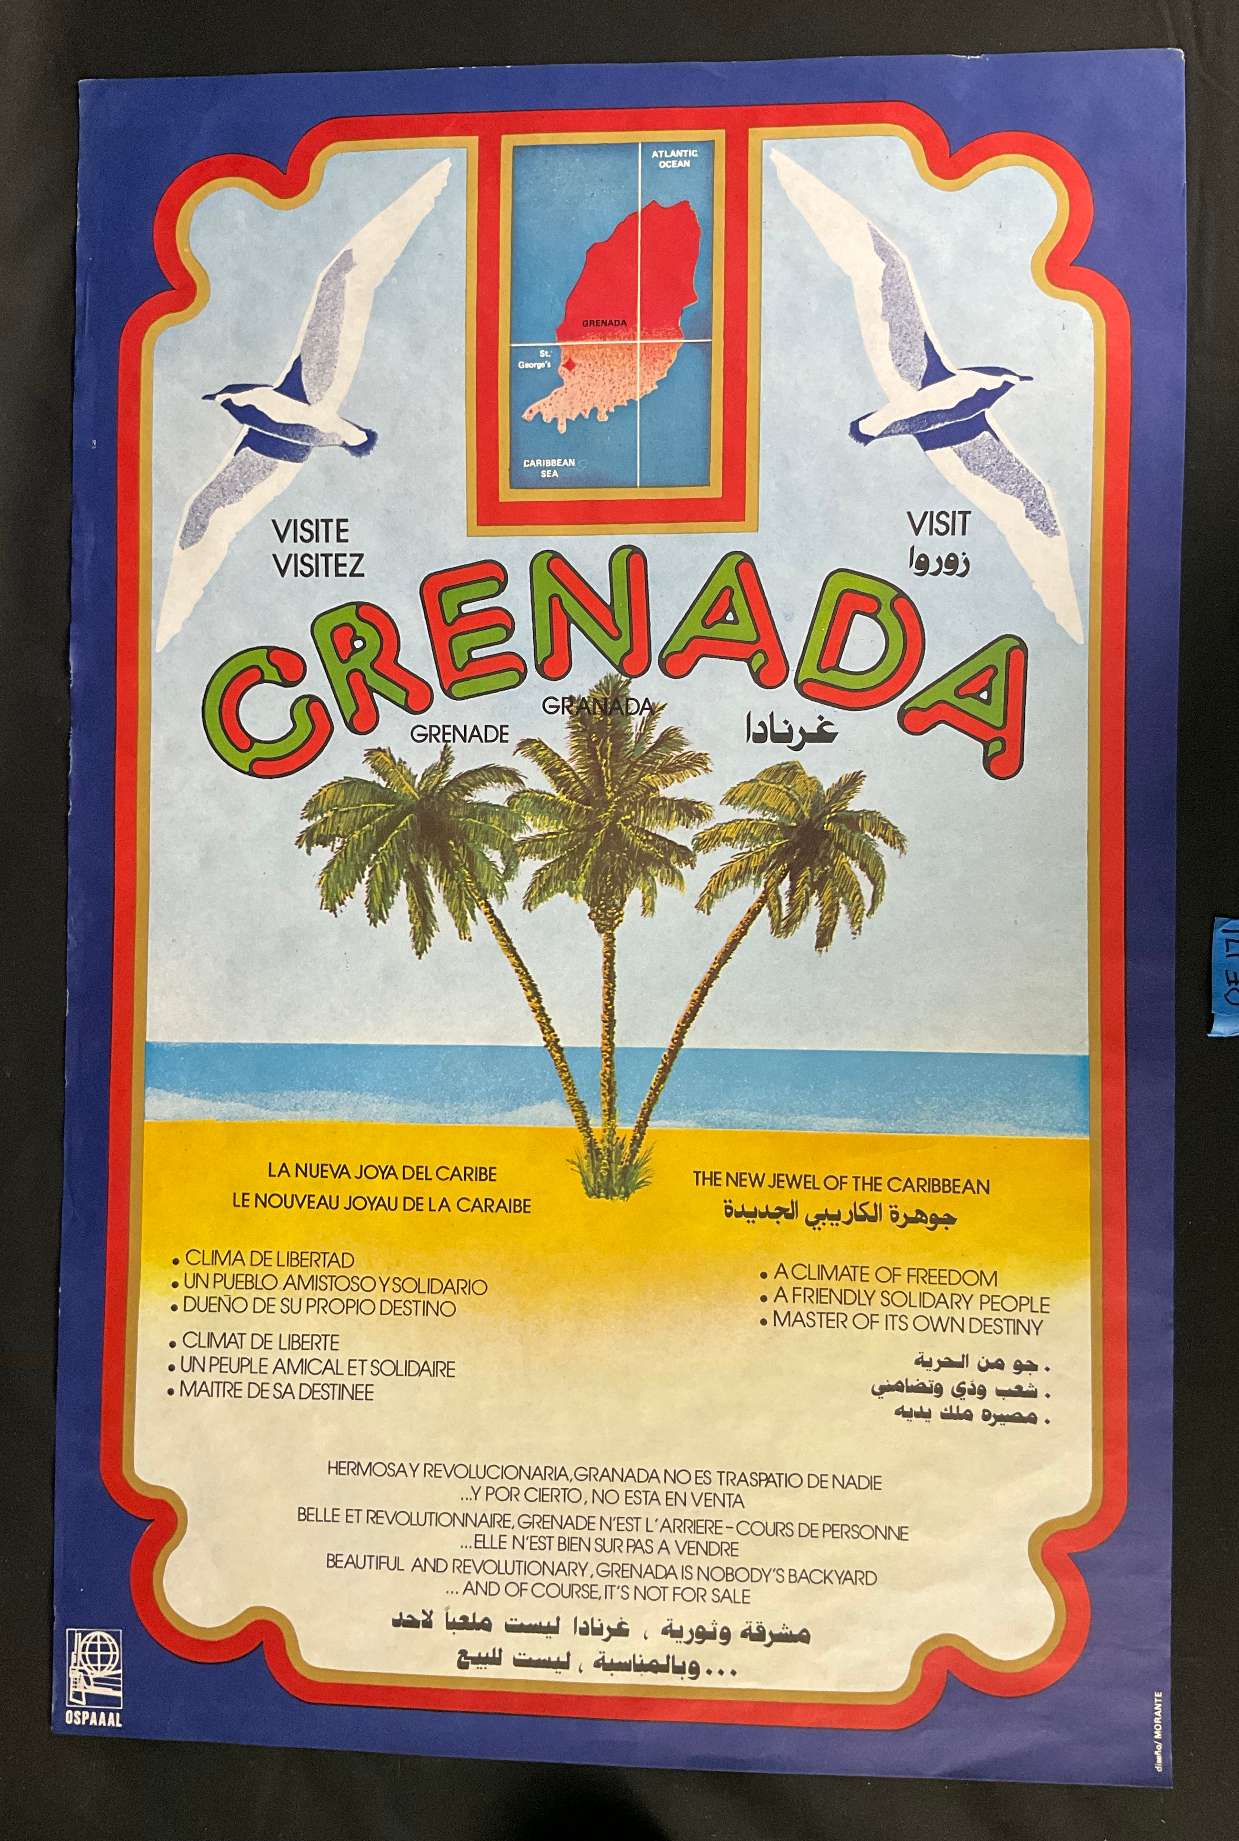 ATLANTIC
OCEAN
GRENADA
St.
George's
CARIBBEAN
SEA
VISITE
VISITEZ
VISIT
زوروا
GRENADA
GRANADA
GRENADE
غرنادا
LA NUEVA JOYA DEL CARIBE
LE NOUVEAU JOYAU DE LA CARAIBE
THE NEW JEWEL OF THE CARIBBEAN
جوهرة الكاريبي الجديدة
• CLIMA DE LIBERTAD
• UN PUEBLO AMISTOSO Y SOLIDARIO
• DUEÑO DE SU PROPIO DESTINO
• CLIMAT DE LIBERTE
• UN PEUPLE AMICAL ET SOLIDAIRE
• MAITRE DE SA DESTINEE
• A CLIMATE OF FREEDOM
• A FRIENDLY SOLIDARY PEOPLE
• MASTER OF ITS OWN DESTINY
. جو من الحرية
. شعب ودي وتضامني
. مصيره ملك يديه
HERMOSA Y REVOLUCIONARIA, GRANADA NO ES TRASPATIO DE NADIE
...Y POR CIERTO, NO ESTA EN VENTA
BELLE ET REVOLUTIONNAIRE, GRENADE N'EST L'ARRIERE-COURS DE PERSONNE
...ELLE N'EST BIEN SUR PAS A VENDRE
BEAUTIFUL AND REVOLUTIONARY, GRENADA IS NOBODY'S BACKYARD
... AND OF COURSE, IT'S NOT FOR SALE
مشرقة وثورية ، غرنادا ليست ملعباً لاحد
...وبالمناسبة ، ليست للبيع
OSPAAAL
diseño/ MORANTE